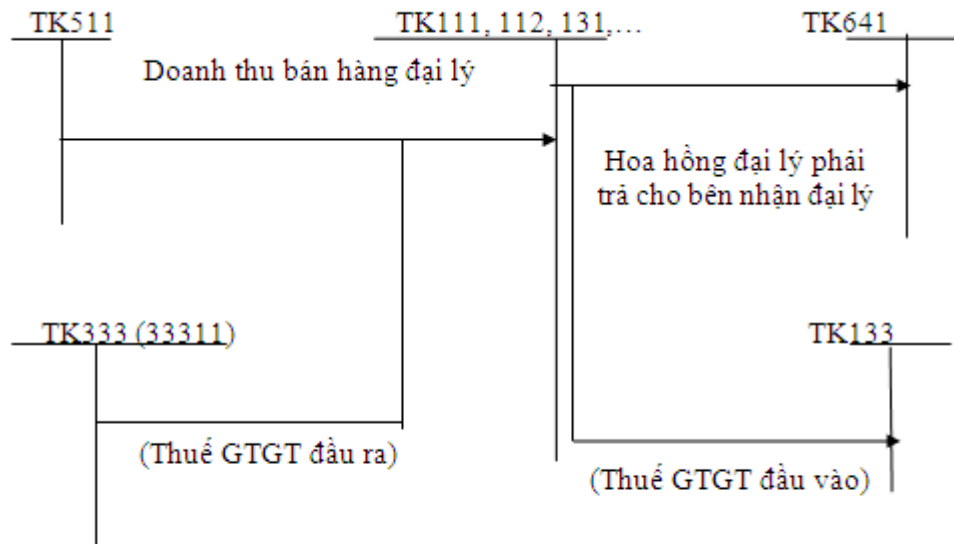 TK511
TK111, 112, 131,...
TK641
Doanh thu bán hàng đại lý
Hoa hồng đại lý phải
trả cho bên nhận đại lý
TK333 (33311)
TK133
(Thuế GTGT đầu ra)
(Thuế GTGT đầu vào)